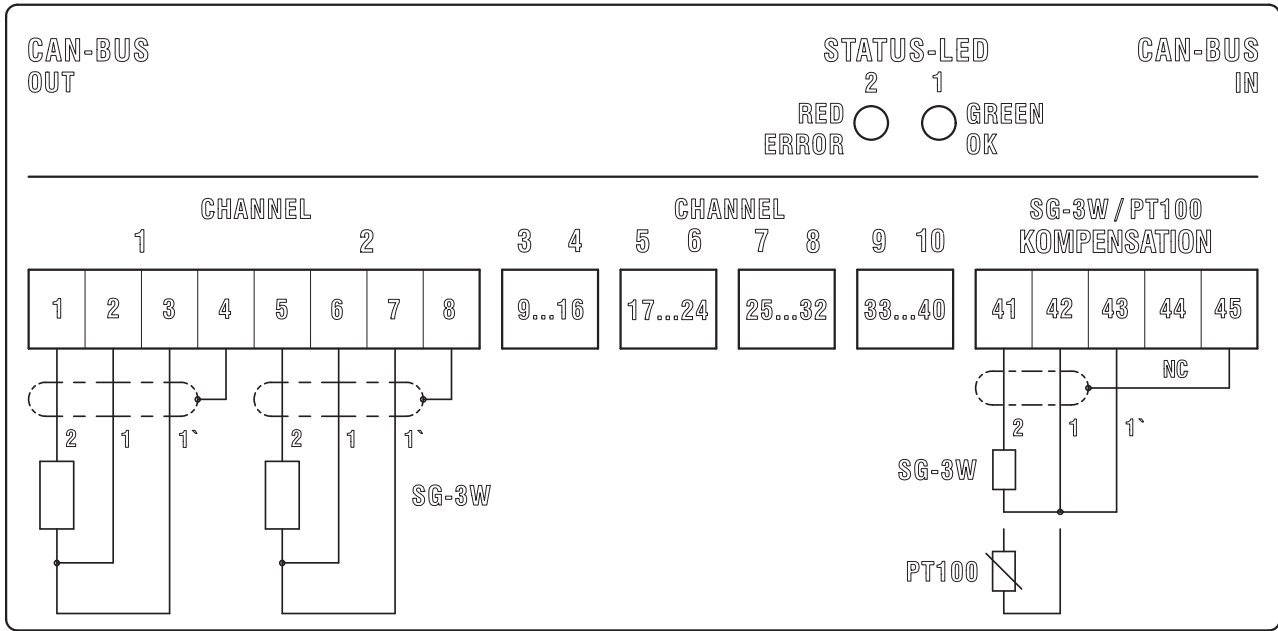 CAN-BUS
OUT
STATUS-LED
2 1
RED
ERROR
GREEN
OK
CAN-BUS
IN
CHANNEL
1 2
CHANNEL
3 4 5 6 7 8 9 10
SG-3W / PT100
KOMPENSATION
1 2 3 4 5 6 7 8 9...16 17...24 25...32 33...40 41 42 43 44 45
NC
2 1 1` 2 1 1` 2 1 1`
SG-3W
SG-3W
PT100